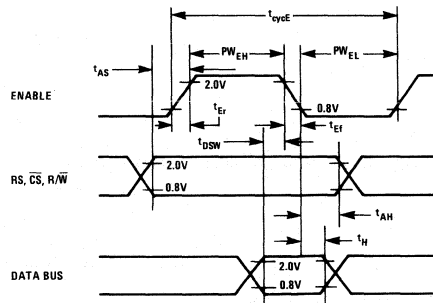 tcycE
PWEH
PWEL
tAS
2.0V
ENABLE
0.8V
tEr
tEf
tDSW
2.0V
RS, C̅S̅, R/W̅
0.8V
tAH
tH
2.0V
DATA BUS
0.8V